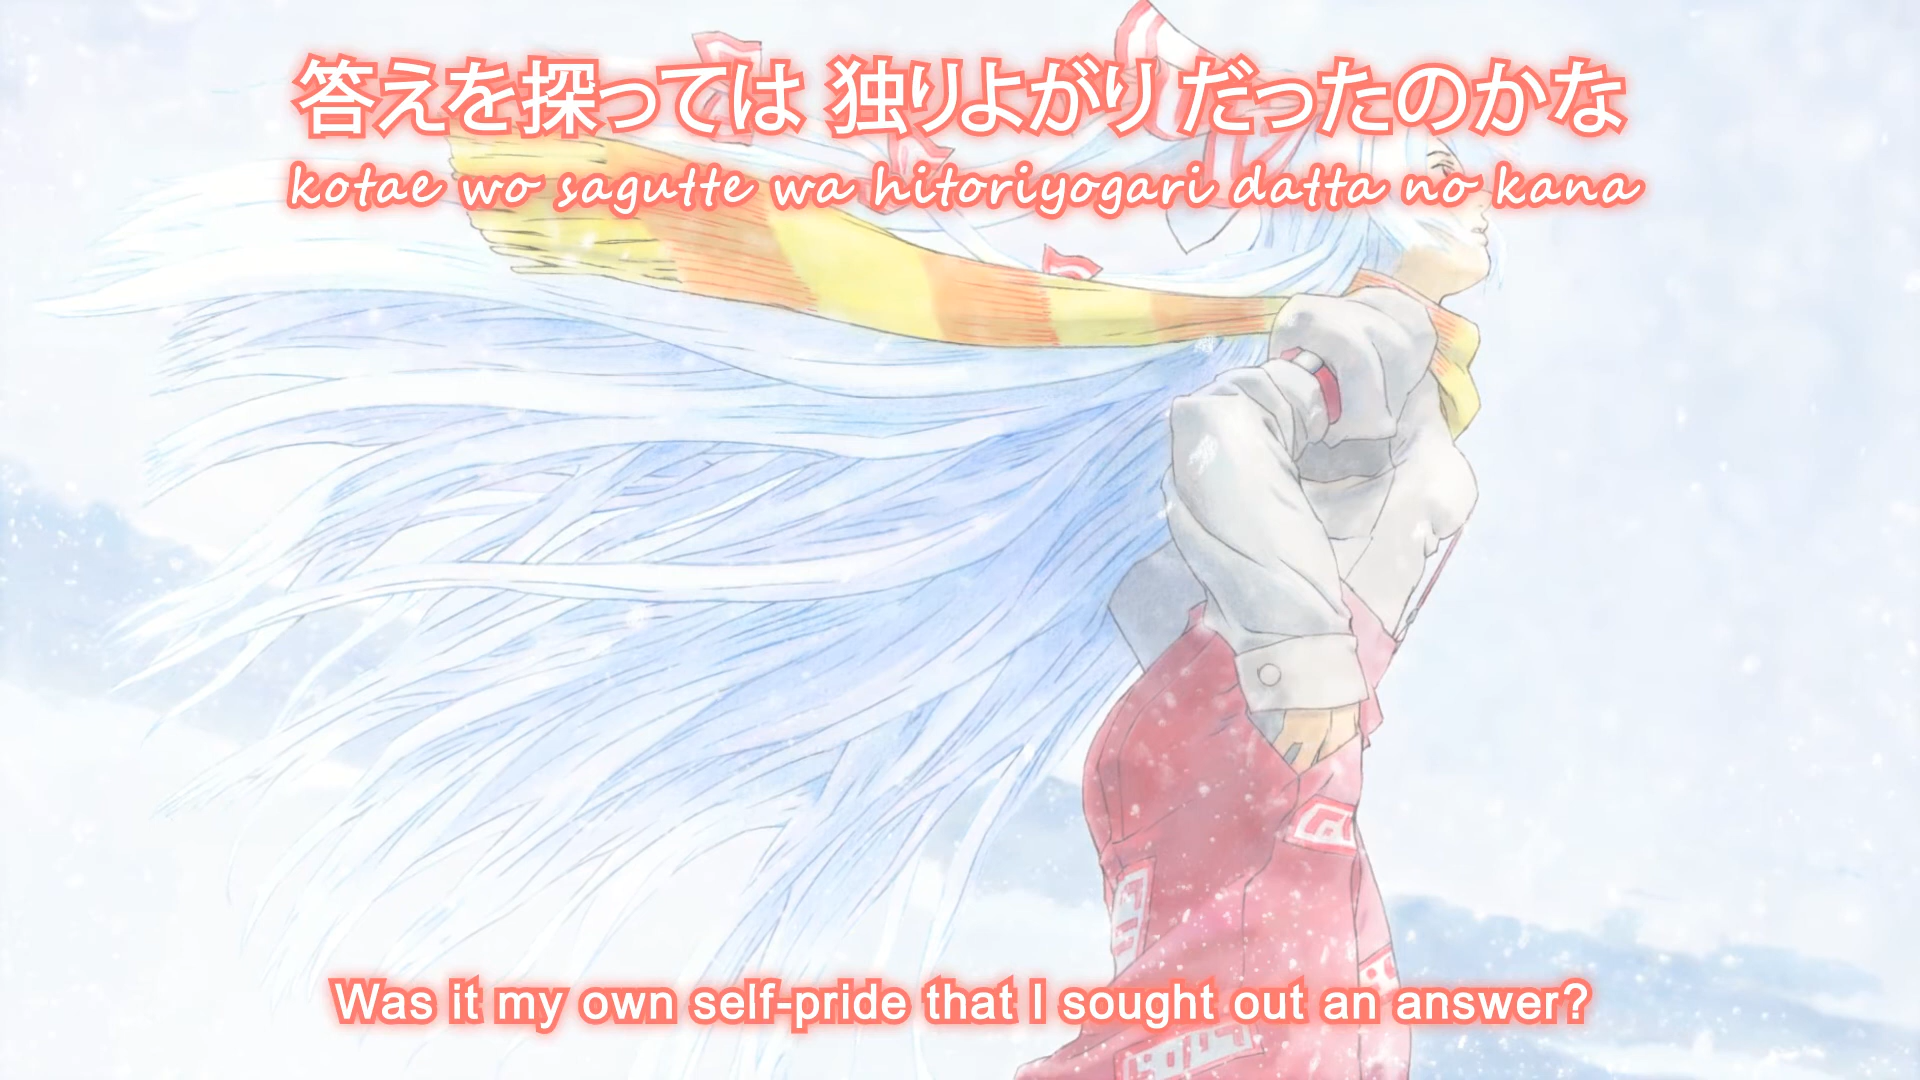 答えを探っては 独りよがりだったのかな
kotae wo sagutte wa hitoriyogari datta no kana
Was it my own self-pride that I sought out an answer?